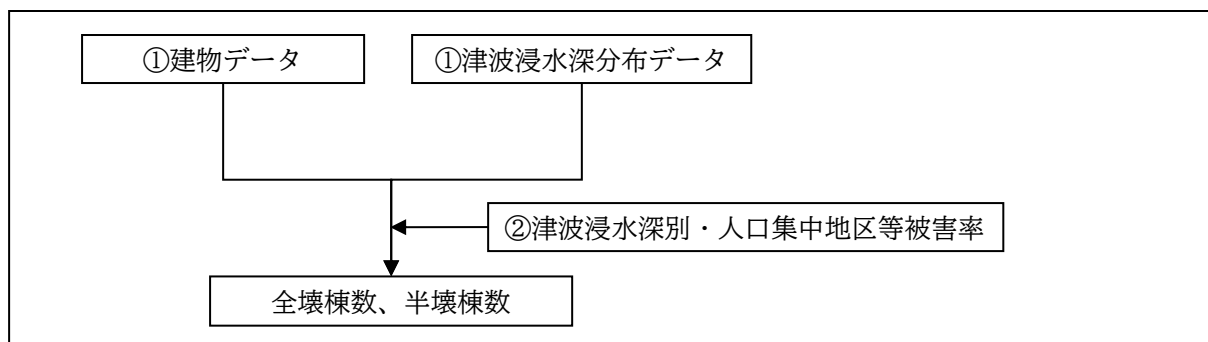 ①建物データ
①津波浸水深分布データ
②津波浸水深別・人口集中地区等被害率
全壊棟数、半壊棟数